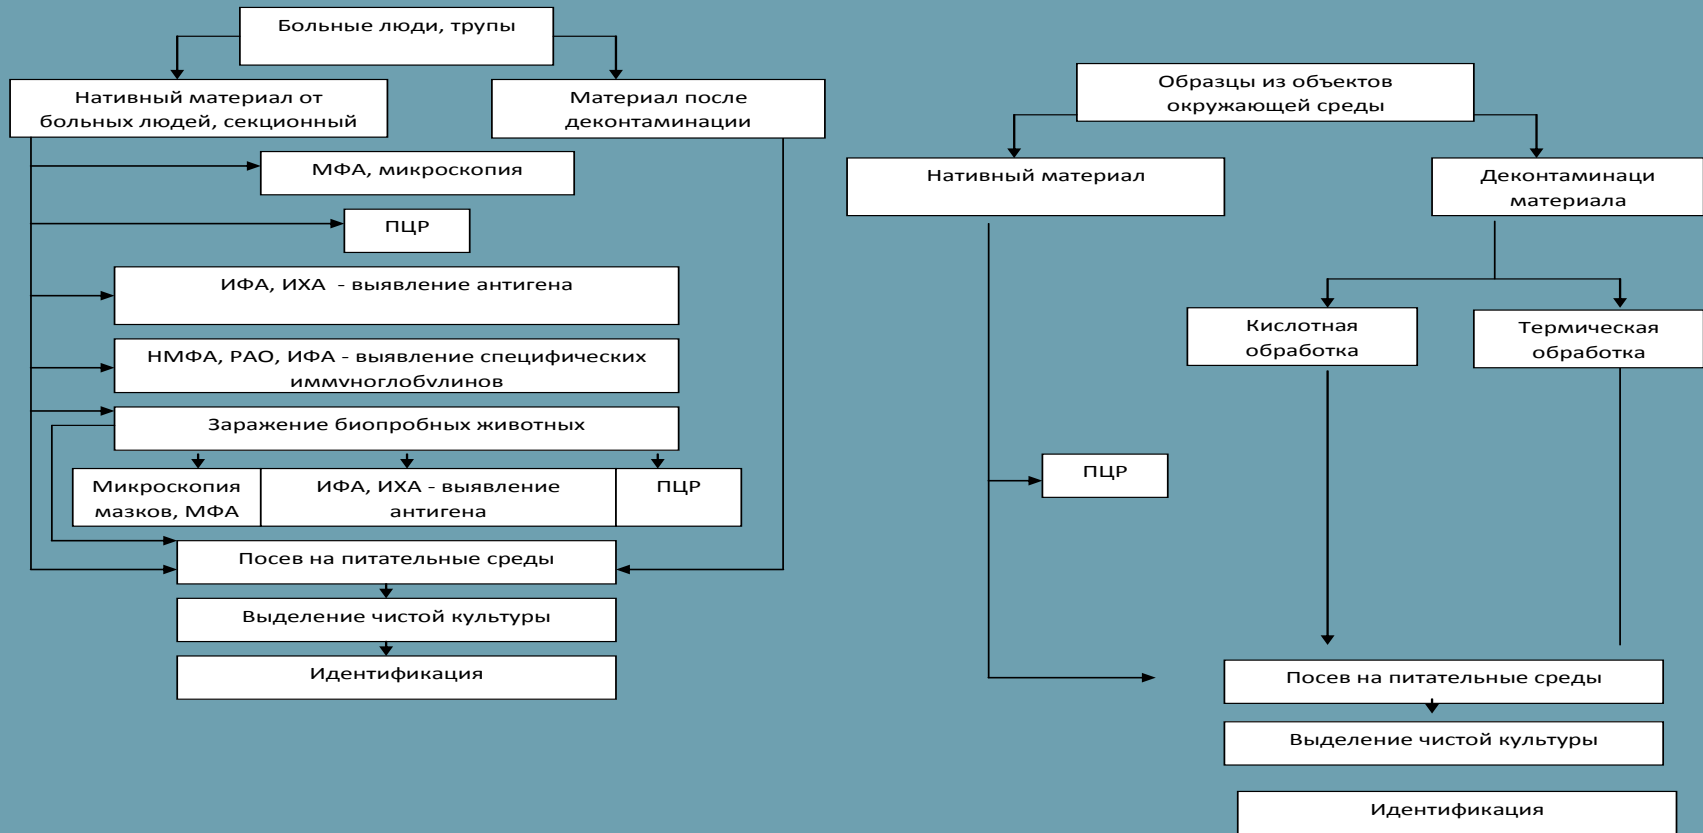 Больные люди, трупы
Нативный материал от
больных людей, секционный
Материал после
деконтаминации
МФА, микроскопия
ПЦР
ИФА, ИХА - выявление антигена
НМФА, РАО, ИФА - выявление специфических
иммуноглобулинов
Заражение биопробных животных
Микроскопия
мазков, МФА
ИФА, ИХА - выявление
антигена
ПЦР
Посев на питательные среды
Выделение чистой культуры
Идентификация
Образцы из объектов
окружающей среды
Нативный материал
Деконтаминаци
материала
Кислотная
обработка
Термическая
обработка
ПЦР
Посев на питательные среды
Выделение чистой культуры
Идентификация